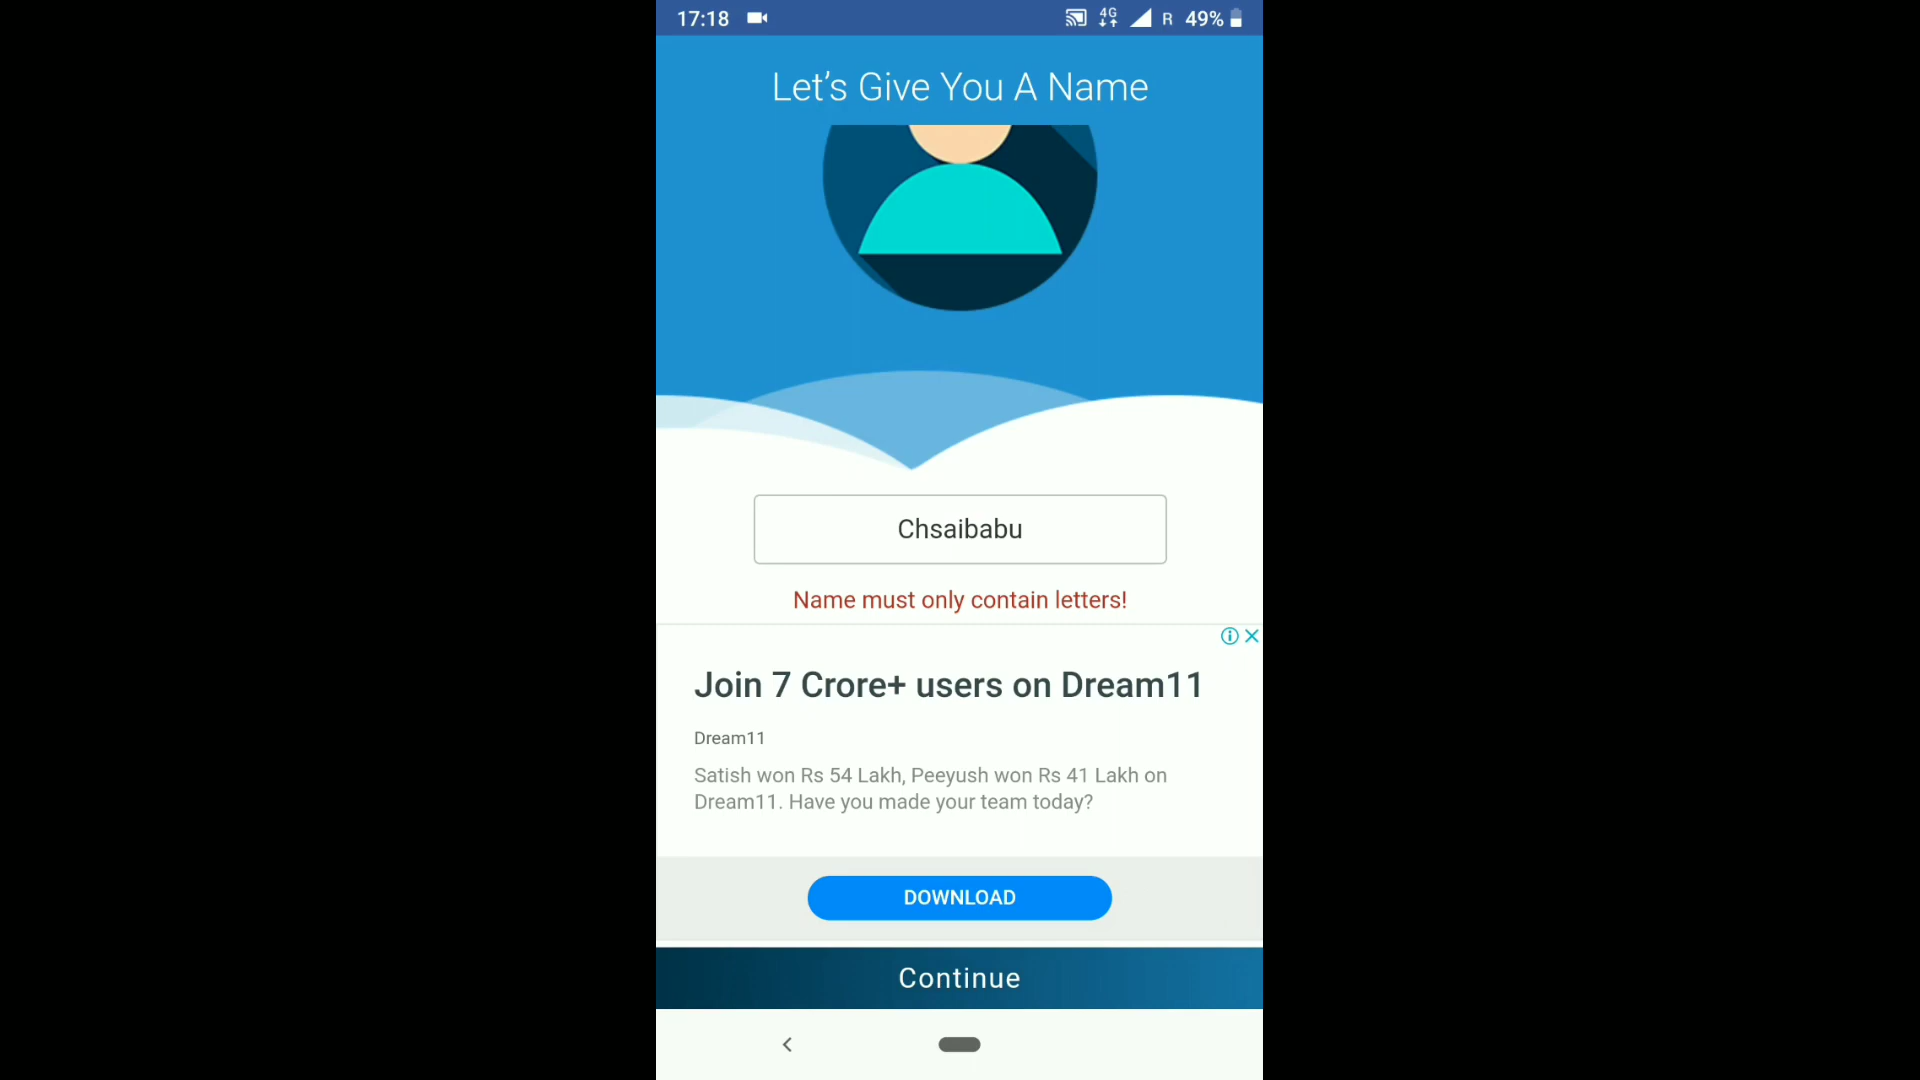 17:18 4G R 49%
Let's Give You A Name
Chsaibabu
Name must only contain letters!
Join 7 Crore+ users on Dream11
Dream11
Satish won Rs 54 Lakh, Peeyush won Rs 41 Lakh on
Dream11. Have you made your team today?
DOWNLOAD
Continue